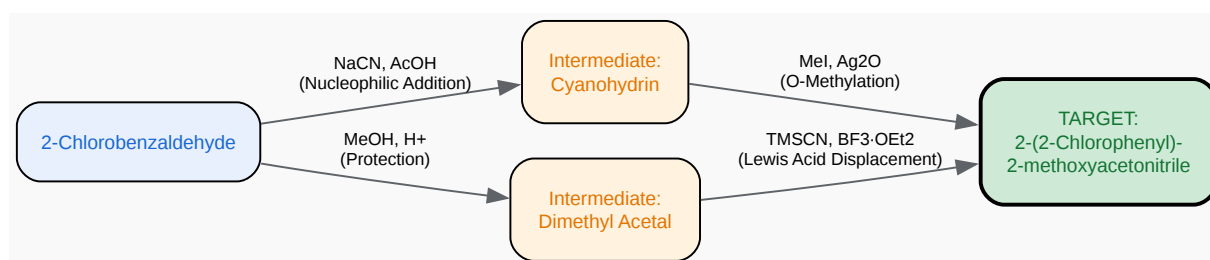 2-Chlorobenzaldehyde
NaCN, AcOH
(Nucleophilic Addition)
MeOH, H+
(Protection)
Intermediate:
Cyanohydrin
Intermediate:
Dimethyl Acetal
MeI, Ag2O
(O-Methylation)
TMSCN, BF3·OEt2
(Lewis Acid Displacement)
TARGET:
2-(2-Chlorophenyl)-
2-methoxyacetonitrile